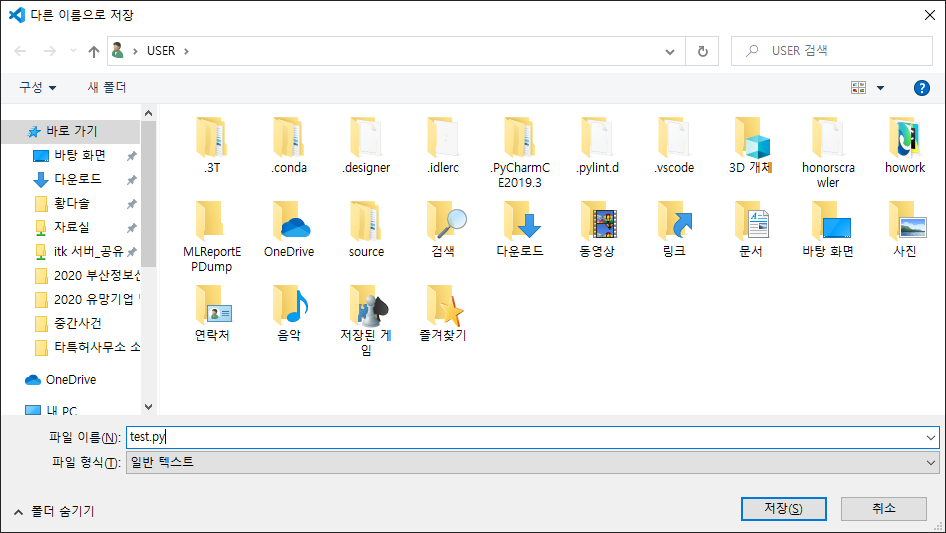 다른 이름으로 저장
USER
USER 검색
구성
새 폴더
바로 가기
바탕 화면
다운로드
황다솔
자료실
itk 서버_공유
2020 부산정보산
2020 유망기업
중간사건
타특허사무소 소
OneDrive
내 PC
.3T
.conda
.designer
.idlerc
.PyCharmC
E2019.3
.pylint.d
.vscode
3D 개체
honorscra
wler
howork
MLReportE
PDump
OneDrive
source
검색
다운로드
동영상
링크
문서
바탕 화면
사진
연락처
음악
저장된 게
임
즐겨찾기
파일 이름(N):
test.py
파일 형식(T):
일반 텍스트
폴더 숨기기
저장(S)
취소